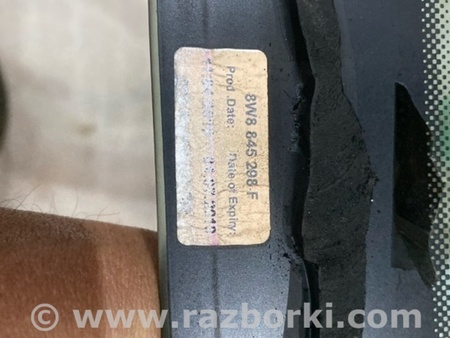 8W8 845 298 F
Prod. Date: Date of Expiry:
© www.razborki.com